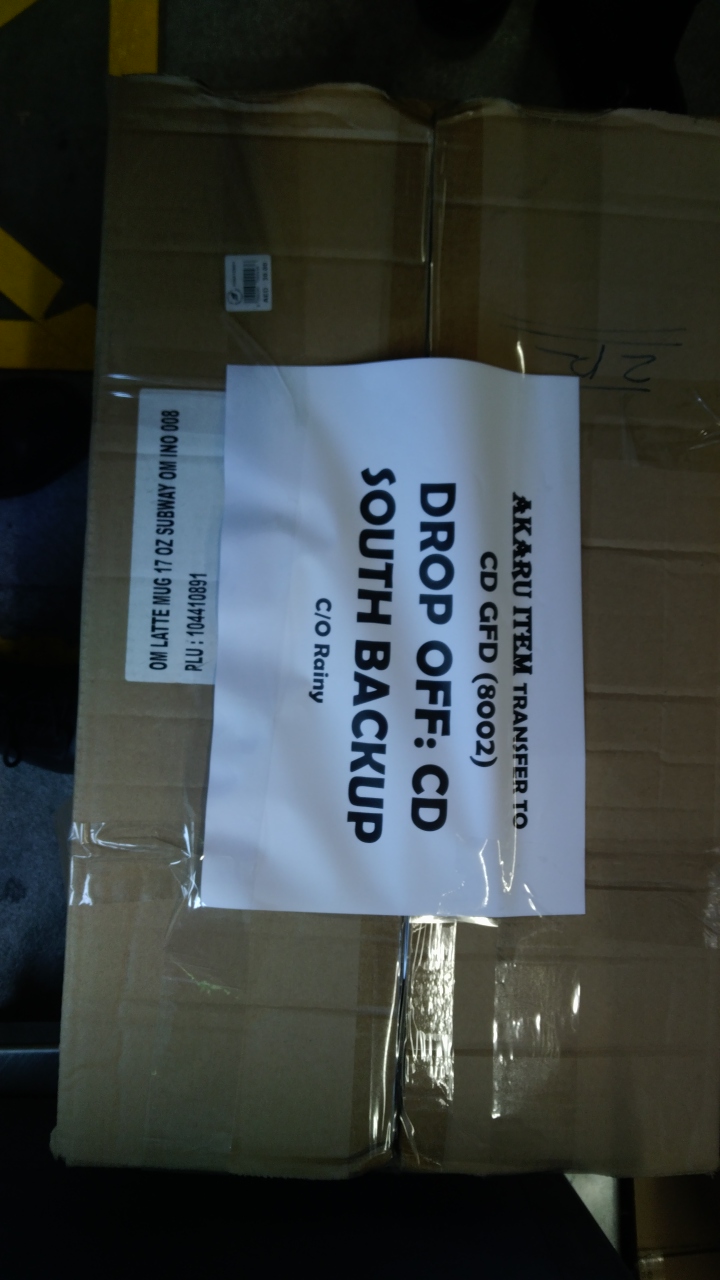 AKARU ITEM TRANSFER TO
CD GFD (8002)
DROP OFF: CD
SOUTH BACKUP
C/O Rainy
OM LATTE MUG 17 OZ SUBWAY OM INO 008
PLU : 104410891